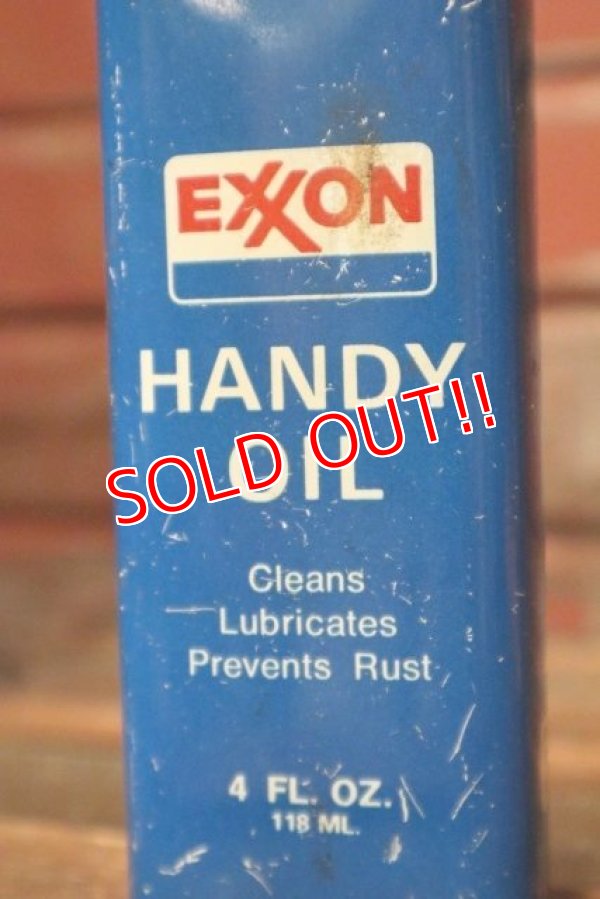 EXXON
HANDY
OIL
SOLD OUT!!
Cleans
Lubricates
Prevents Rust
4 FL. OZ.
118 ML.